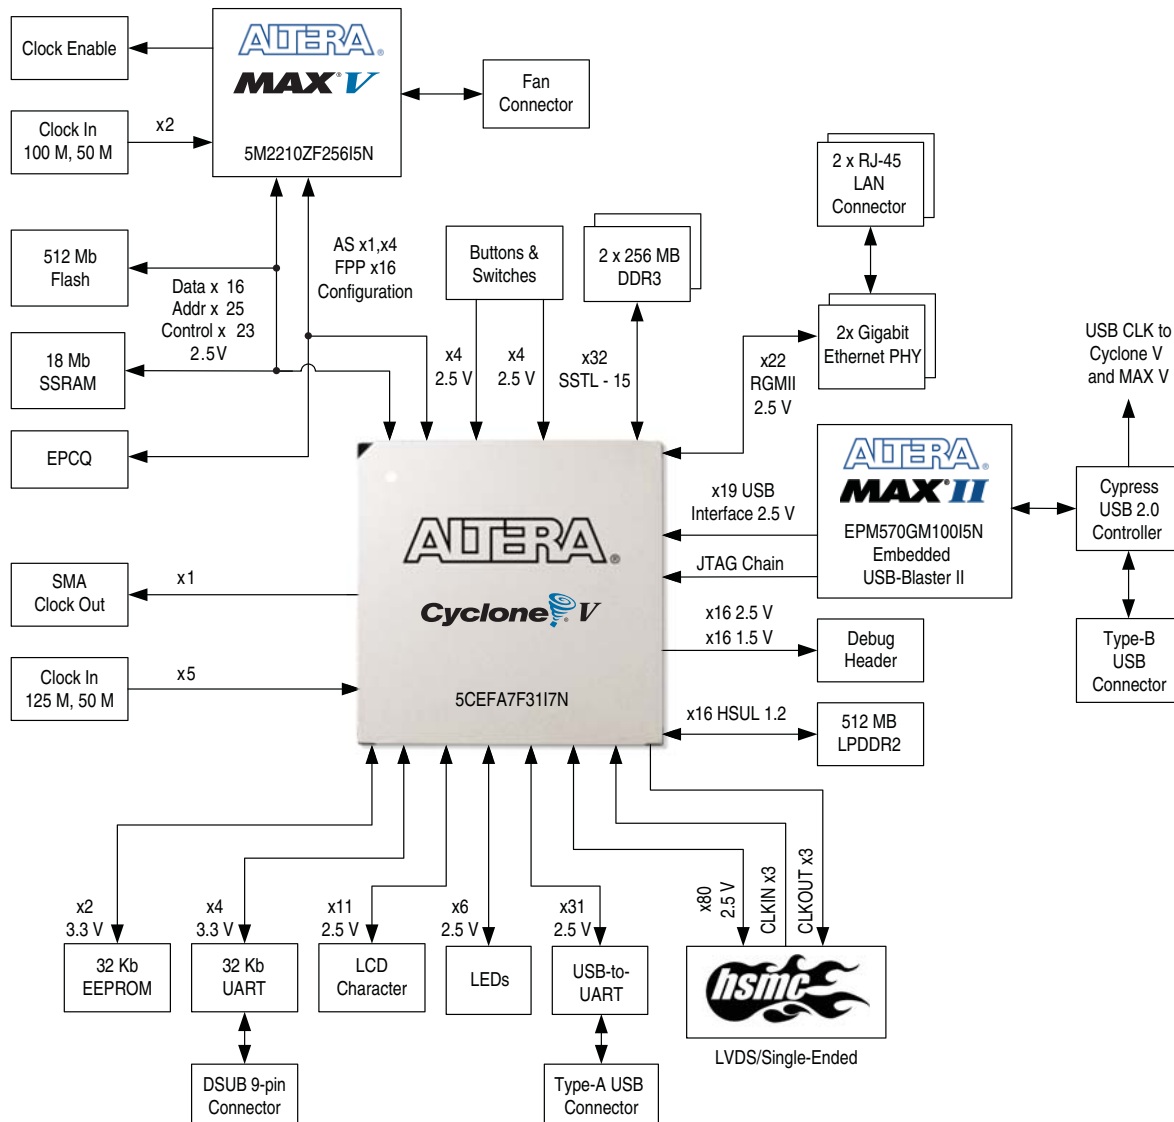 Clock Enable
ALTERA®
MAX® V
5M2210ZF256I5N
Fan
Connector
Clock In
100 M, 50 M
x2
2 x RJ-45
LAN
Connector
512 Mb
Flash
Data x 16
Addr x 25
Control x 23
2.5V
AS x1,x4
FPP x16
Configuration
Buttons &
Switches
2 x 256 MB
DDR3
18 Mb
SSRAM
x4
2.5 V
x4
2.5 V
x32
SSTL - 15
x22
RGMII
2.5 V
2x Gigabit
Ethernet PHY
USB CLK to
Cyclone V
and MAX V
EPCQ
ALTERA®
Cyclone® V
5CEFA7F31I7N
x19 USB
Interface 2.5 V
JTAG Chain
ALTERA®
MAX® II
EPM570GM100I5N
Embedded
USB-Blaster II
Cypress
USB 2.0
Controller
SMA
Clock Out
x1
x16 2.5 V
x16 1.5 V
Debug
Header
Type-B
USB
Connector
Clock In
125 M, 50 M
x5
x16 HSUL 1.2
512 MB
LPDDR2
x2
3.3 V
x4
3.3 V
x11
2.5 V
x6
2.5 V
x31
2.5 V
x80
2.5 V
CLKIN x3
CLKOUT x3
32 Kb
EEPROM
32 Kb
UART
LCD
Character
LEDs
USB-to-
UART
hsmc
LVDS/Single-Ended
DSUB 9-pin
Connector
Type-A USB
Connector